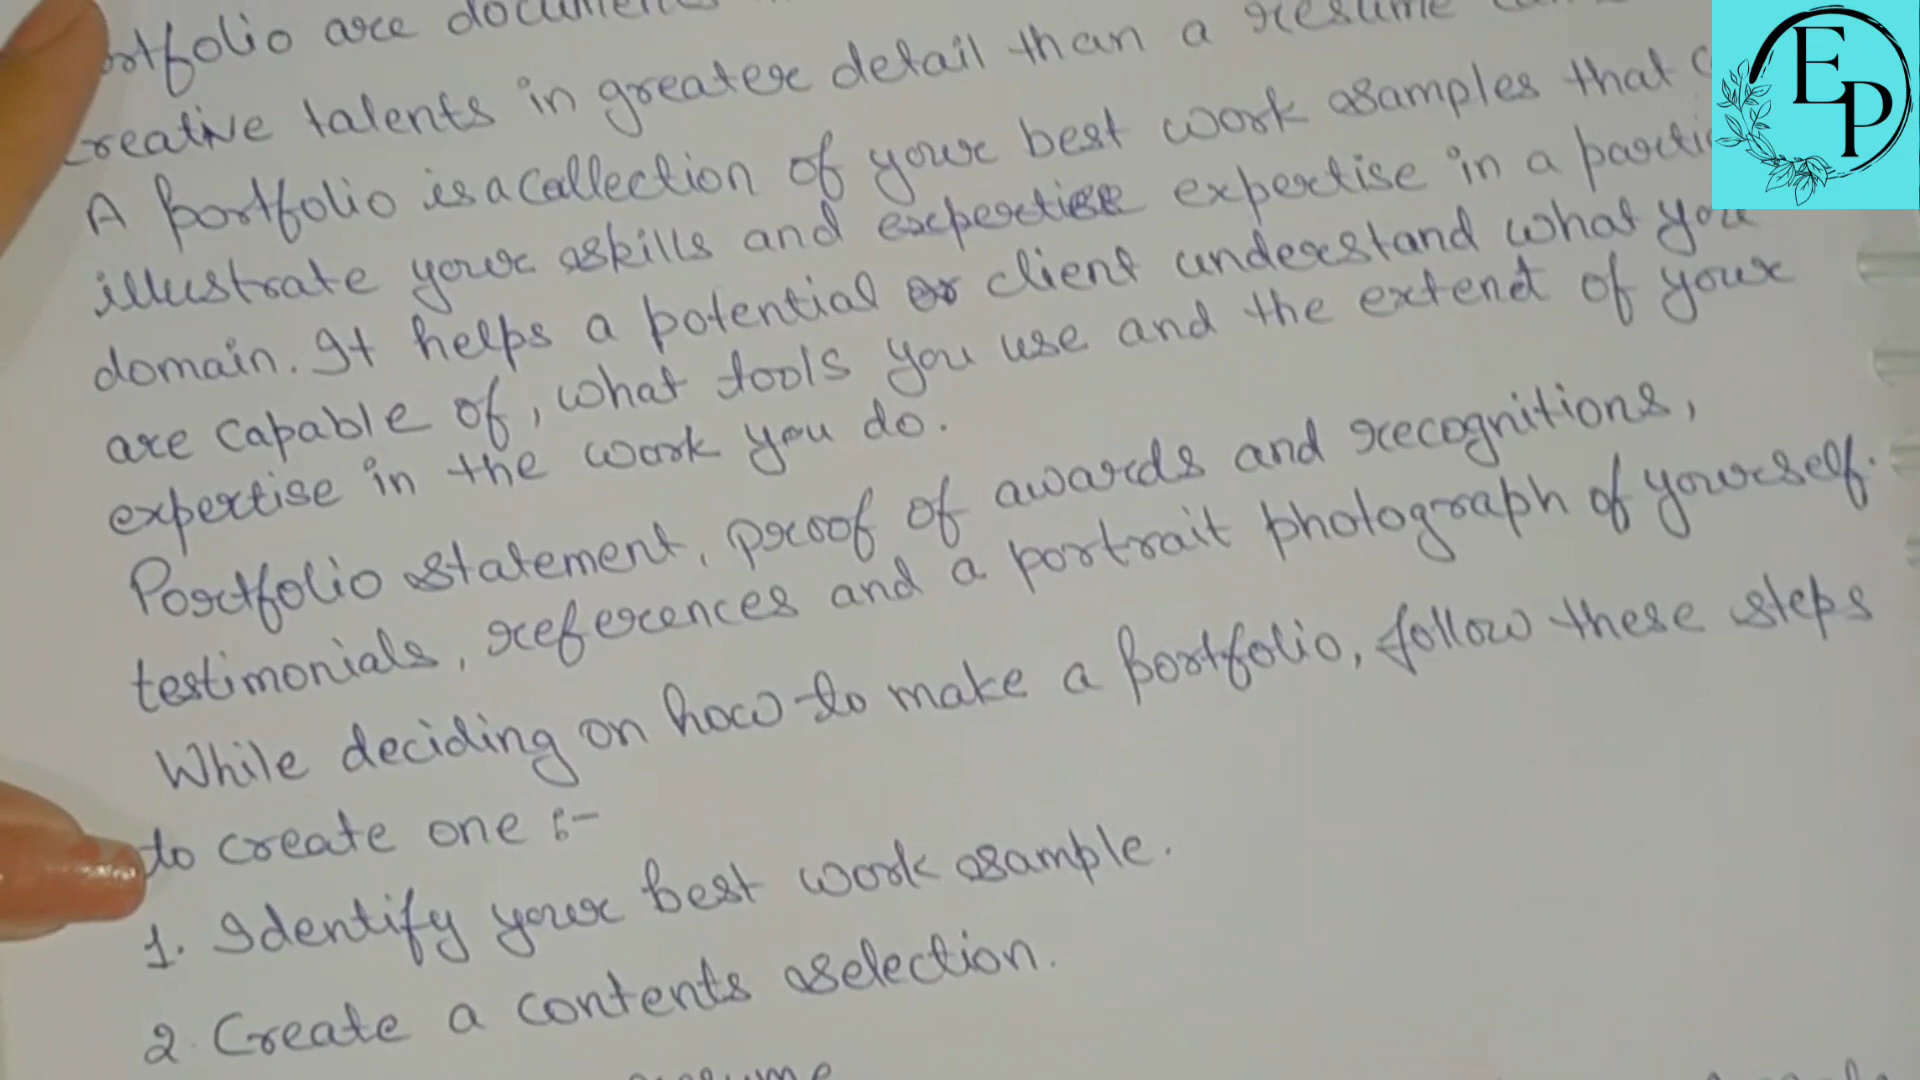 ortfolio are
creative talents in greater detail than a resume
A portfolio is a collection of your best work samples that
illustrate your skills and expertise expertise in a
domain. It helps a potential or client understand what you
are capable of, what tools you use and the extend of your
expertise in the work you do.
Portfolio statement, proof of awards and recognitions,
testimonials, references and a portrait photograph of yourself.
While deciding on how to make a portfolio, follow these steps
to create one :-
1. Identify your best work sample.
2. Create a contents selection.
EP